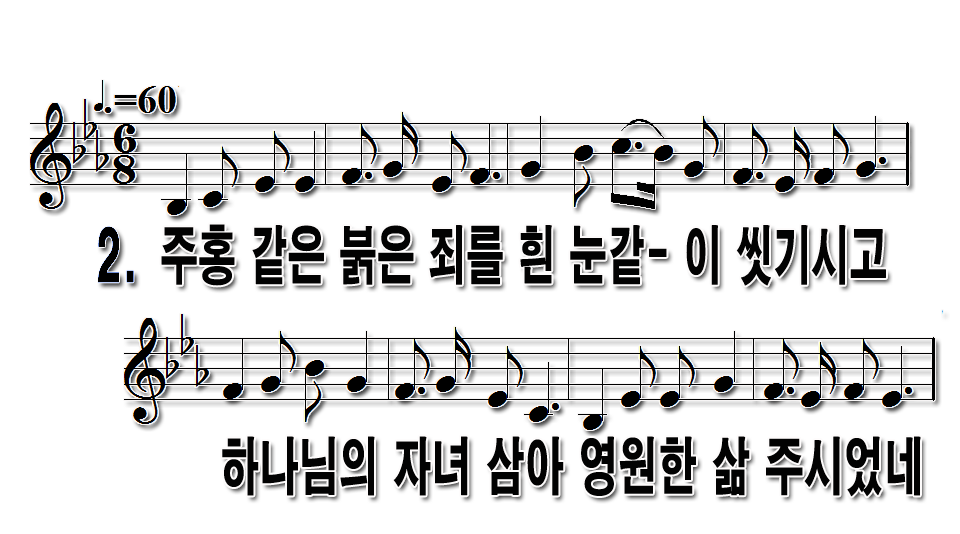 ♩.=60
6
8
2. 주홍 같은 붉은 죄를 흰 눈같- 이 씻기시고
하나님의 자녀 삼아 영원한 삶 주시었네